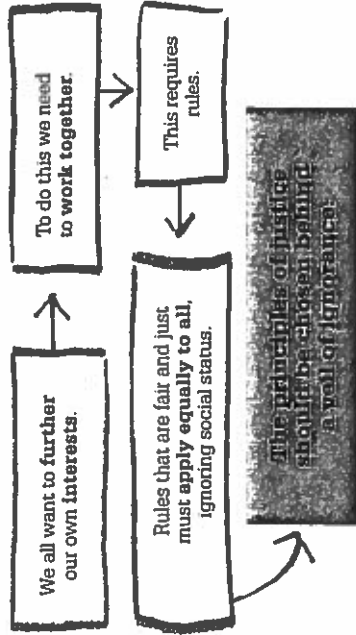 We all want to further
our own interests.
To do this we need
to work together.
This requires
rules.
Rules that are fair and just
must apply equally to all,
ignoring social status.
The principles of justice
should be chosen behind
a veil of ignorance.